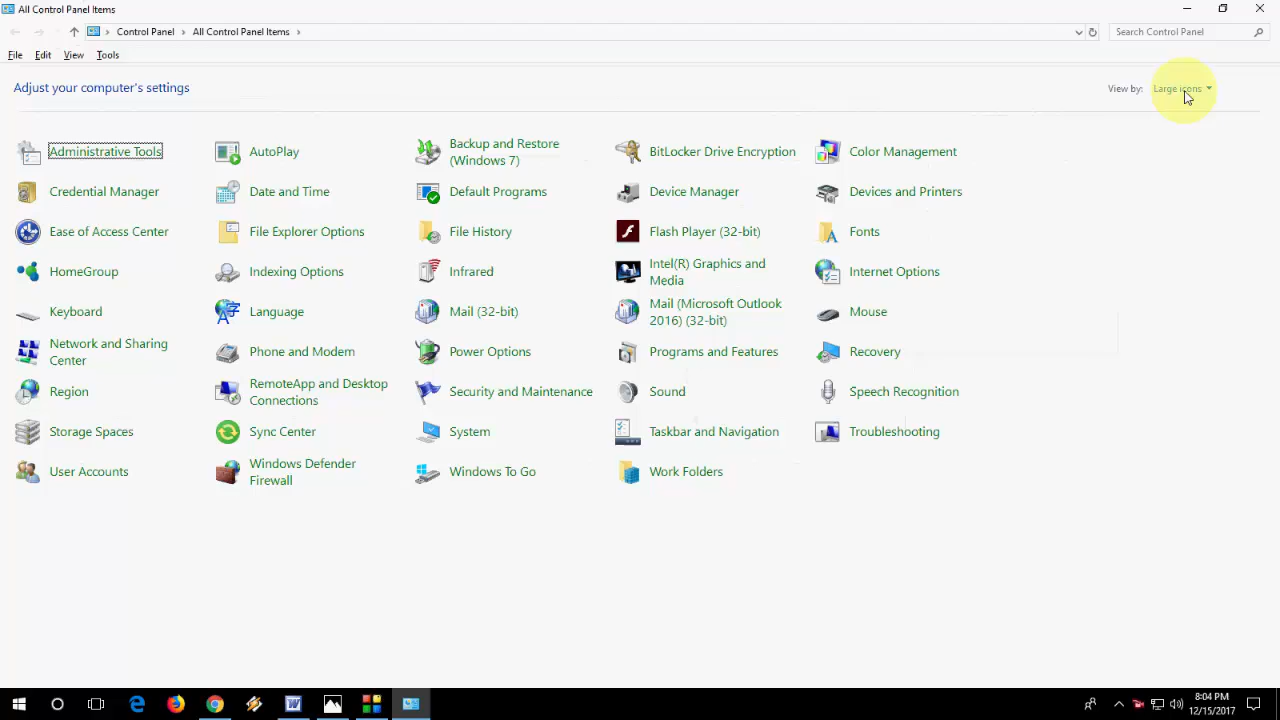 All Control Panel Items
Control Panel > All Control Panel Items >
Search Control Panel
File Edit View Tools
Adjust your computer's settings
View by: Large icons
Administrative Tools
AutoPlay
Backup and Restore
(Windows 7)
BitLocker Drive Encryption
Color Management
Credential Manager
Date and Time
Default Programs
Device Manager
Devices and Printers
Ease of Access Center
File Explorer Options
File History
Flash Player (32-bit)
Fonts
HomeGroup
Indexing Options
Infrared
Intel(R) Graphics and
Media
Internet Options
Keyboard
Language
Mail (32-bit)
Mail (Microsoft Outlook
2016) (32-bit)
Mouse
Network and Sharing
Center
Phone and Modem
Power Options
Programs and Features
Recovery
Region
RemoteApp and Desktop
Connections
Security and Maintenance
Sound
Speech Recognition
Storage Spaces
Sync Center
System
Taskbar and Navigation
Troubleshooting
User Accounts
Windows Defender
Firewall
Windows To Go
Work Folders
8:04 PM
12/15/2017